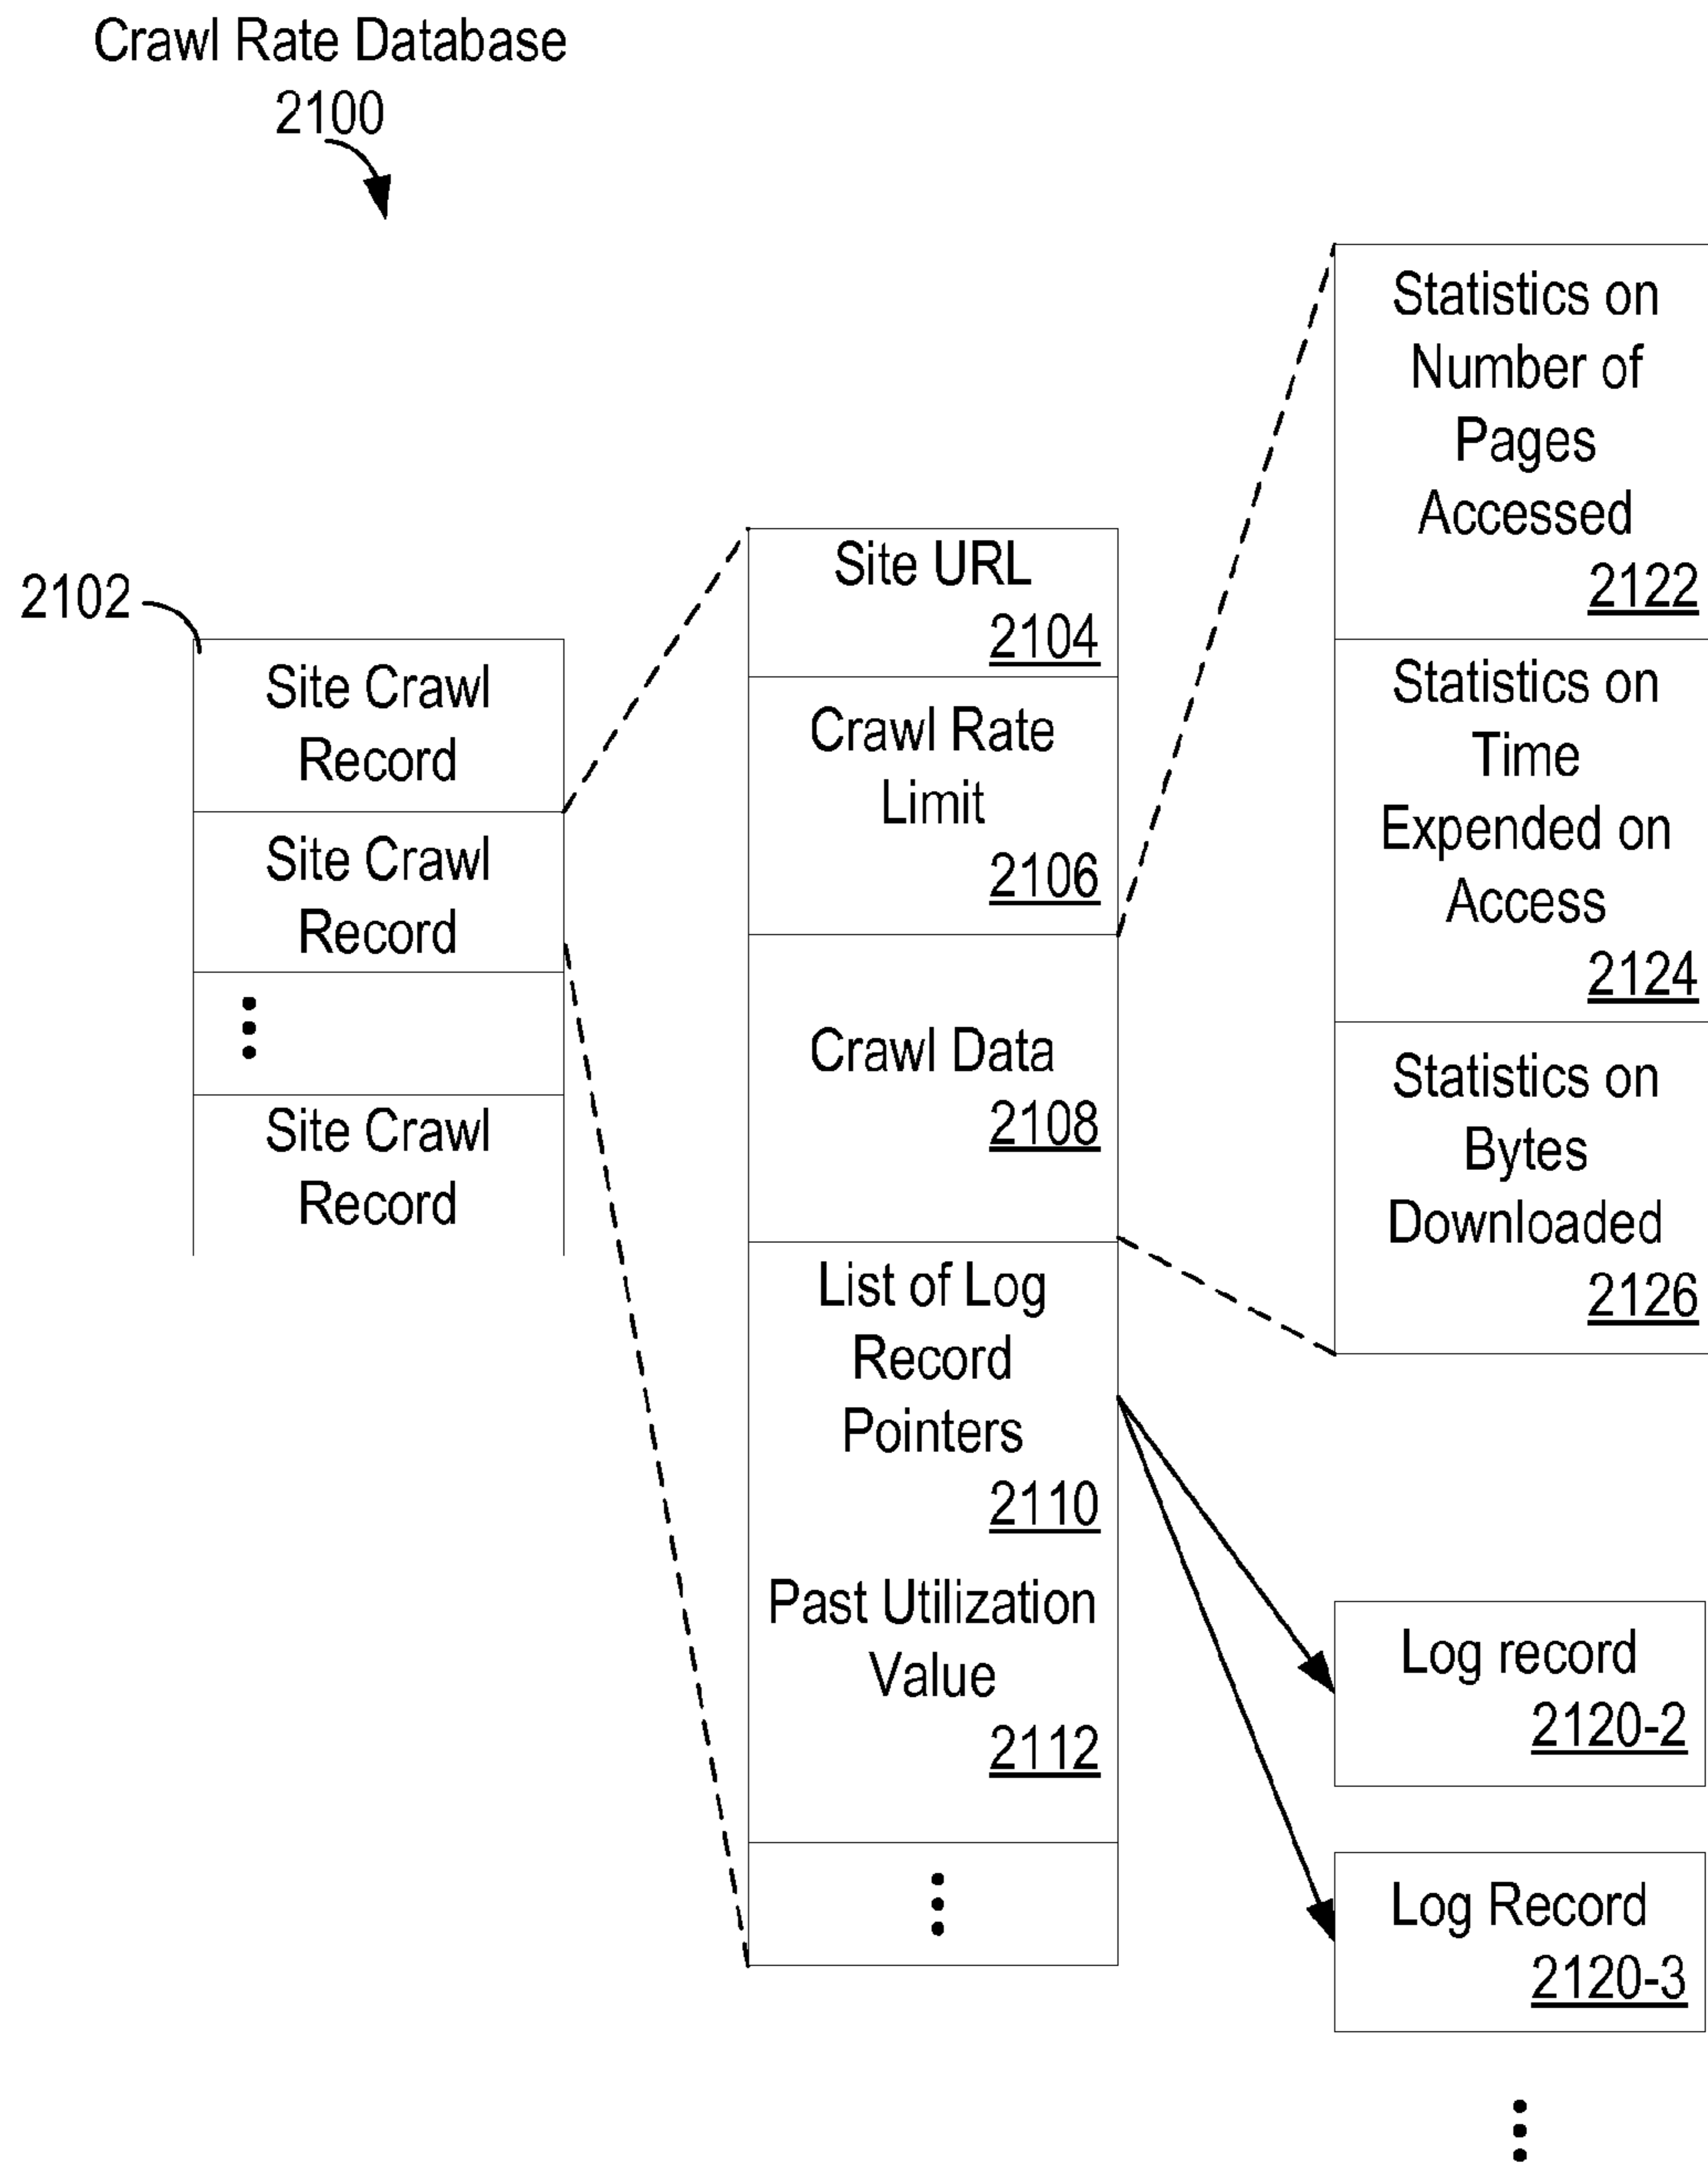 Crawl Rate Database
2100
2102
Site Crawl
Record
Site Crawl
Record
Site Crawl
Record
Site URL
2104
Crawl Rate
Limit
2106
Crawl Data
2108
List of Log
Record
Pointers
2110
Past Utilization
Value
2112
Statistics on
Number of
Pages
Accessed
2122
Statistics on
Time
Expended on
Access
2124
Statistics on
Bytes
Downloaded
2126
Log record
2120-2
Log Record
2120-3